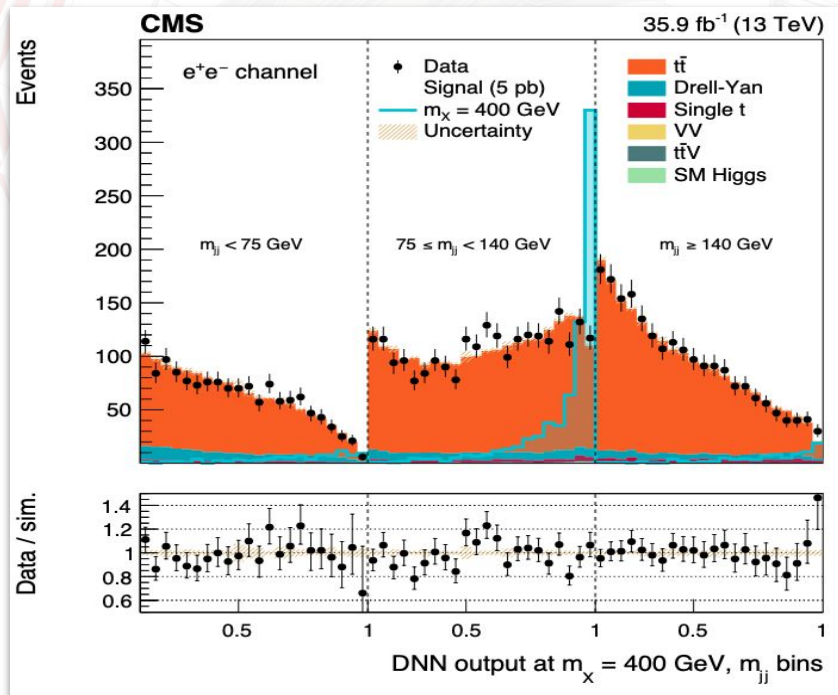 CMS
35.9 fb⁻¹ (13 TeV)
Events
e⁺e⁻ channel
Data
Signal (5 pb)
mₓ = 400 GeV
Uncertainty
tt̄
Drell-Yan
Single t
VV
tt̄V
SM Higgs
350
300
250
200
150
100
50
m_jj < 75 GeV
75 ≤ m_jj < 140 GeV
m_jj ≥ 140 GeV
Data / sim.
1.4
1.2
1
0.8
0.6
0.5
1
0.5
1
0.5
1
DNN output at m_X = 400 GeV, m_jj bins